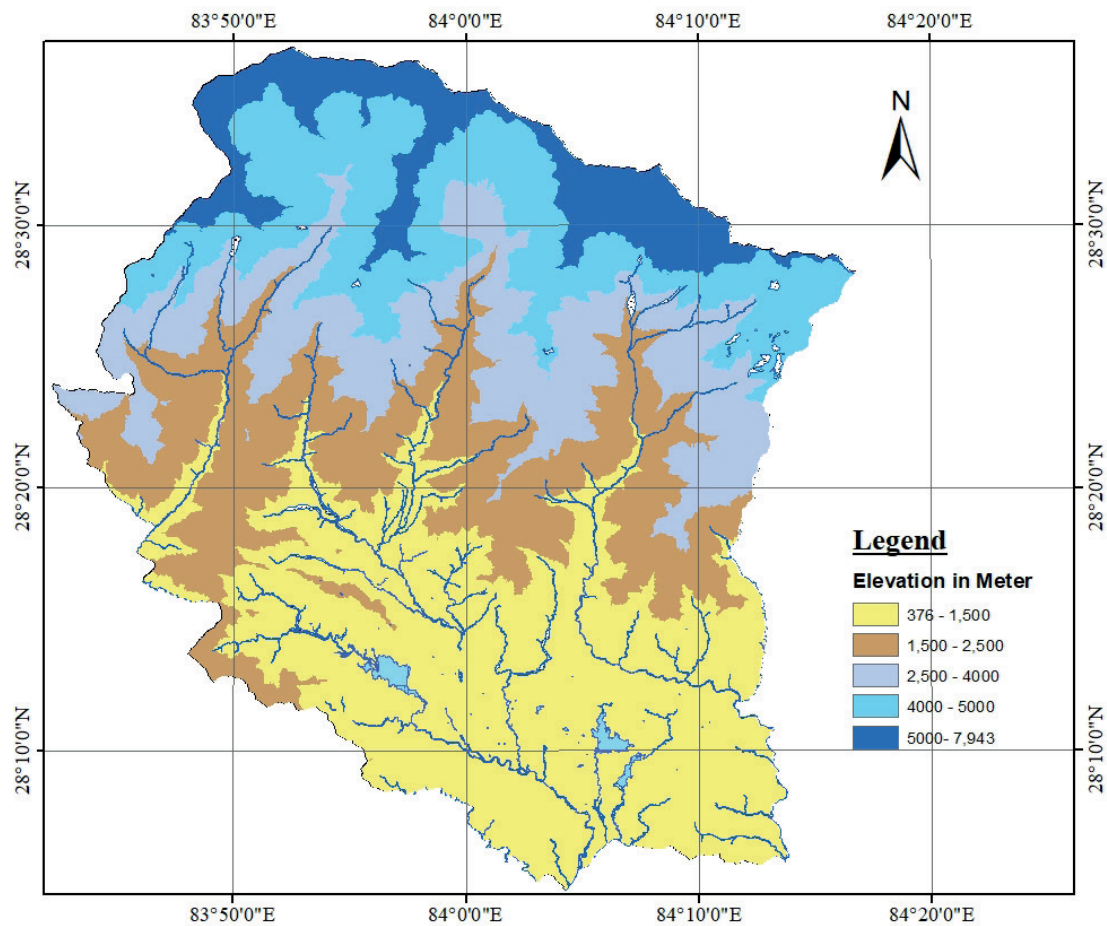 83°50'0"E 84°0'0"E 84°10'0"E 84°20'0"E
N
28°30'0"N 28°30'0"N
28°20'0"N 28°20'0"N
Legend
Elevation in Meter
376 - 1,500
1,500 - 2,500
2,500 - 4000
4000 - 5000
5000- 7,943
28°10'0"N 28°10'0"N
83°50'0"E 84°0'0"E 84°10'0"E 84°20'0"E